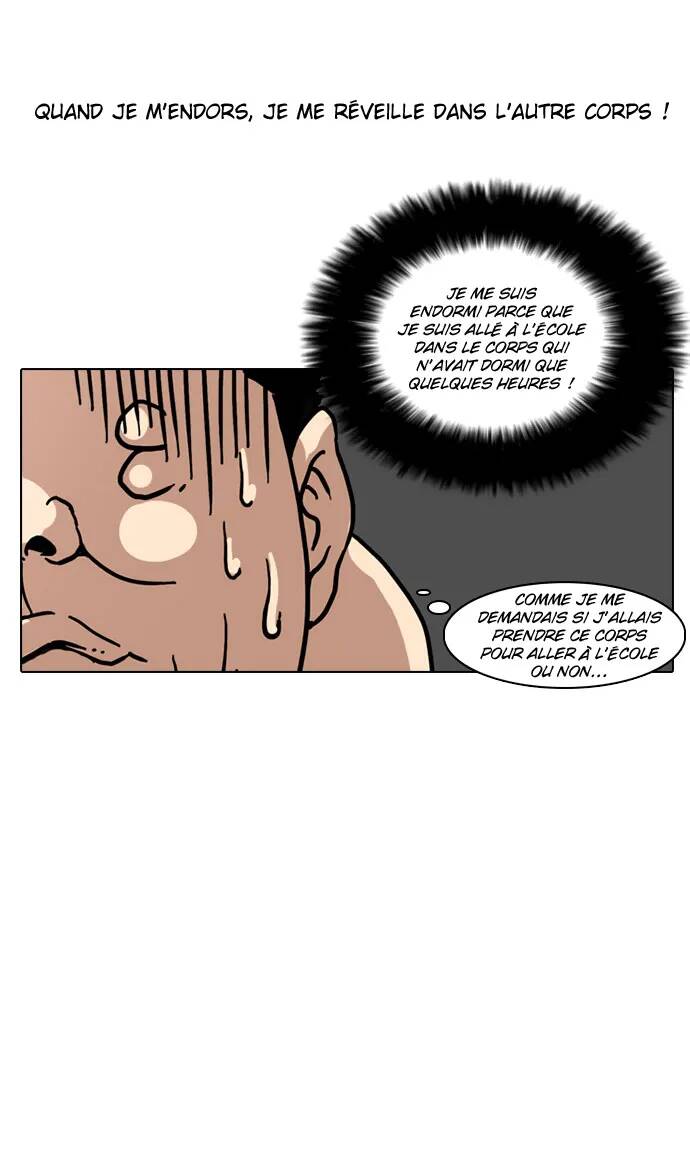 QUAND JE M'ENDORS, JE ME RÉVEILLE DANS L'AUTRE CORPS !
JE ME SUIS
ENDORMI PARCE QUE
JE SUIS ALLÉ À L'ÉCOLE
DANS LE CORPS QUI
N'AVAIT DORMI QUE
QUELQUES HEURES !
COMME JE ME
DEMANDAIS SI J'ALLAIS
PRENDRE CE CORPS
POUR ALLER À L'ÉCOLE
OU NON...